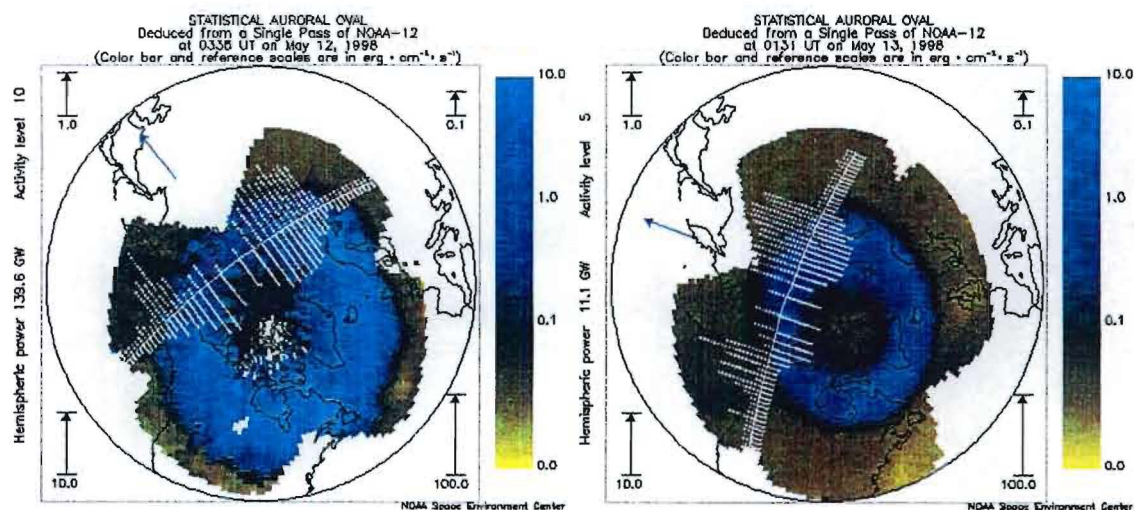 STATISTICAL AURORAL OVAL
Deduced from a Single Pass of NOAA-12
at 0335 UT on May 12, 1998
(Color bar and reference scales are in erg · cm⁻² · s⁻¹)
Hemispheric power 139.6 GW Activity level 10
1.0
0.1
10.0
100.0
10.0
1.0
0.1
0.0
NOAA Space Environment Center
STATISTICAL AURORAL OVAL
Deduced from a Single Pass of NOAA-12
at 0131 UT on May 13, 1998
(Color bar and reference scales are in erg · cm⁻² · s⁻¹)
Hemispheric power 11.1 GW Activity level 5
1.0
0.1
10.0
100.0
10.0
1.0
0.1
0.0
NOAA Space Environment Center